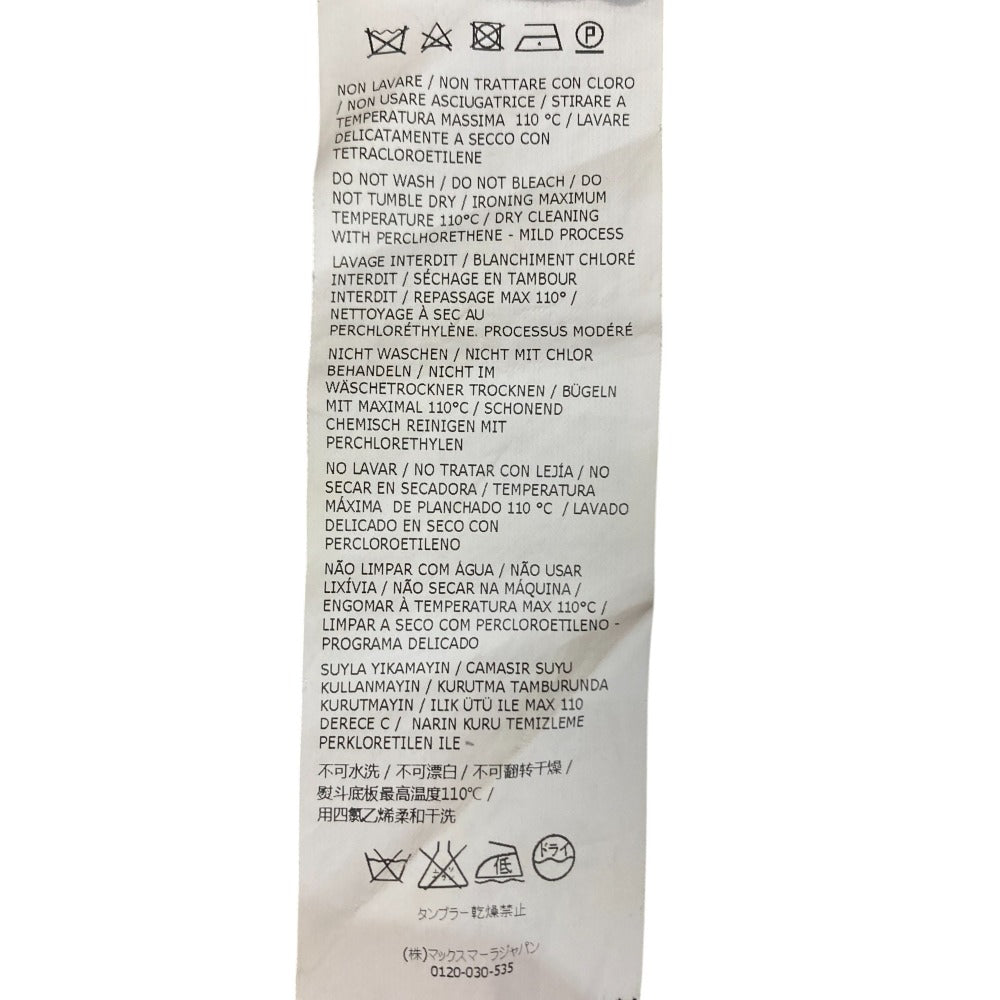 P
NON LAVARE / NON TRATTARE CON CLORO
/ NON USARE ASCIUGATRICE / STIRARE A
TEMPERATURA MASSIMA 110 °C / LAVARE
DELICATAMENTE A SECCO CON
TETRACLOROETILENE
DO NOT WASH / DO NOT BLEACH / DO
NOT TUMBLE DRY / IRONING MAXIMUM
TEMPERATURE 110°C / DRY CLEANING
WITH PERCLHORETHENE - MILD PROCESS
LAVAGE INTERDIT / BLANCHIMENT CHLORÉ
INTERDIT / SÉCHAGE EN TAMBOUR
INTERDIT / REPASSAGE MAX 110° /
NETTOYAGE À SEC AU
PERCHLORÉTHYLÈNE. PROCESSUS MODÉRÉ
NICHT WASCHEN / NICHT MIT CHLOR
BEHANDELN / NICHT IM
WÄSCHETROCKNER TROCKNEN / BÜGELN
MIT MAXIMAL 110°C / SCHONEND
CHEMISCH REINIGEN MIT
PERCHLORETHYLEN
NO LAVAR / NO TRATAR CON LEJÍA / NO
SECAR EN SECADORA / TEMPERATURA
MÁXIMA DE PLANCHADO 110 °C / LAVADO
DELICADO EN SECO CON
PERCLOROETILENO
NÃO LIMPAR COM ÁGUA / NÃO USAR
LIXÍVIA / NÃO SECAR NA MÁQUINA /
ENGOMAR À TEMPERATURA MAX 110°C /
LIMPAR A SECO COM PERCLOROETILENO -
PROGRAMA DELICADO
SUYLA YIKAMAYIN / CAMASIR SUYU
KULLANMAYIN / KURUTMA TAMBURUNDA
KURUTMAYIN / ILIK ÜTÜ ILE MAX 110
DERECE C / NARIN KURU TEMIZLEME
PERKLORETILEN ILE -
不可水洗 / 不可漂白 / 不可翻转干燥 /
熨斗底板最高温度110℃ /
用四氯乙烯柔和干洗
エンソサラシ 低 ドライ
タンブラー乾燥禁止
(株)マックスマーラジャパン
0120-030-535